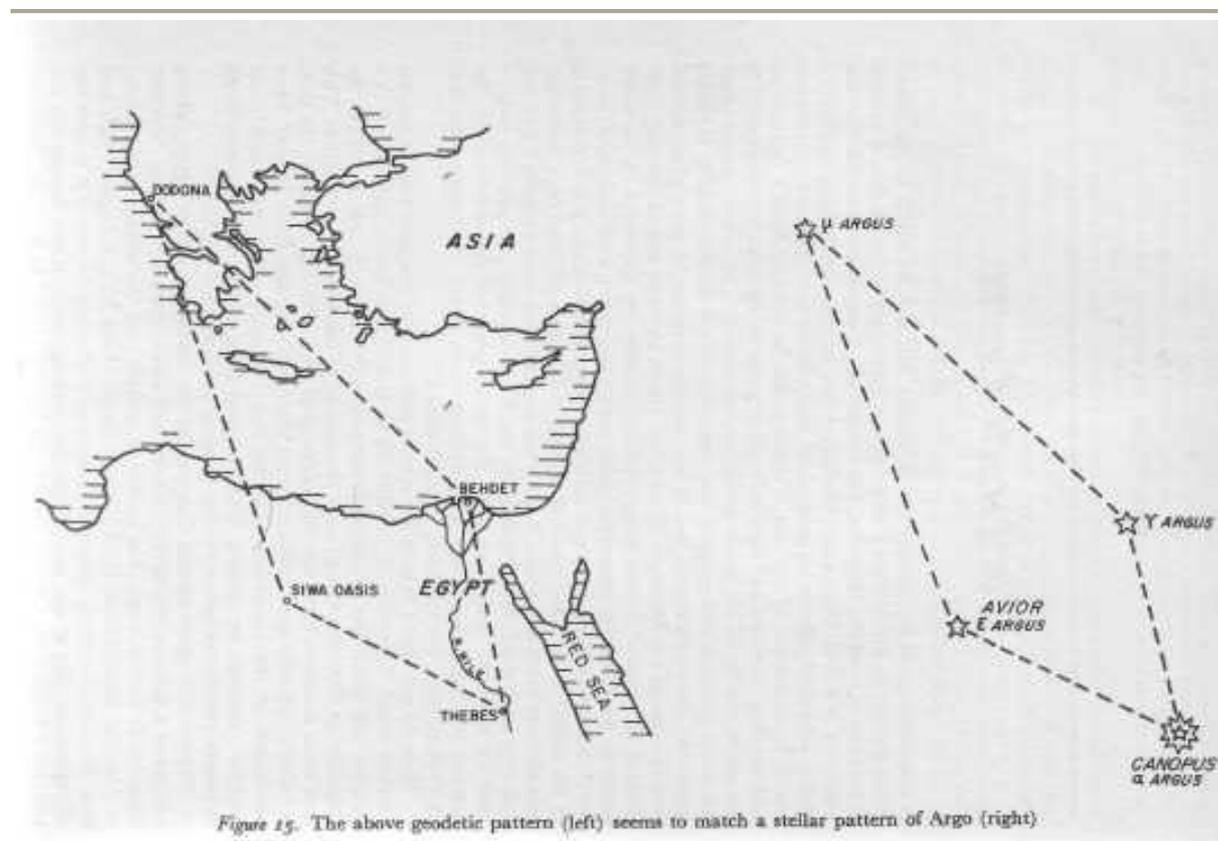 DODONA
ASIA
BEHDET
SIWA OASIS
EGYPT
R. NILE
RED SEA
THEBES
μ ARGUS
γ ARGUS
AVIOR
ε ARGUS
CANOPUS
α ARGUS
Figure 15. The above geodetic pattern (left) seems to match a stellar pattern of Argo (right)